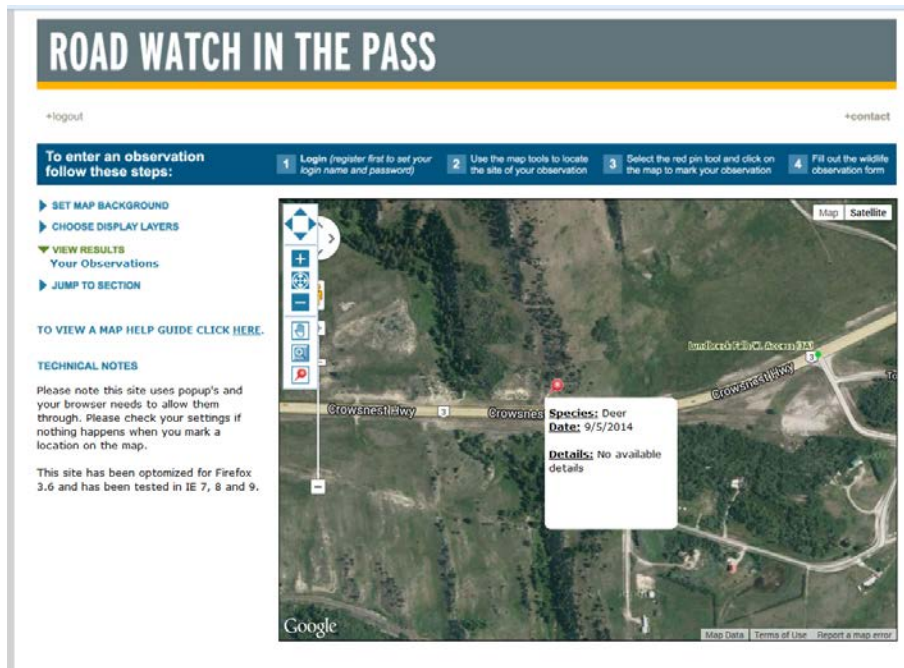 ROAD WATCH IN THE PASS
+logout
+contact
To enter an observation
follow these steps:
1 Login (register first to set your
login name and password)
2 Use the map tools to locate
the site of your observation
3 Select the red pin tool and click on
the map to mark your observation
4 Fill out the wildlife
observation form
SET MAP BACKGROUND
CHOOSE DISPLAY LAYERS
VIEW RESULTS
Your Observations
JUMP TO SECTION
TO VIEW A MAP HELP GUIDE CLICK HERE.
TECHNICAL NOTES
Please note this site uses popup's and
your browser needs to allow them
through. Please check your settings if
nothing happens when you mark a
location on the map.
This site has been optomized for Firefox
3.6 and has been tested in IE 7, 8 and 9.
Map Satellite
Lundbreck Falls W. Access (3A)
3
To
Crowsnest Hwy
Crowsnest Hwy
3
Crowsnes
Species: Deer
Date: 9/5/2014
Details: No available
details
Google
Map Data Terms of Use Report a map error